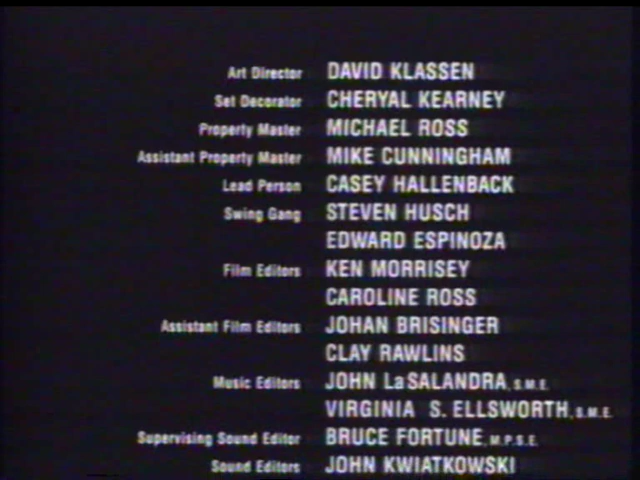 Art Director DAVID KLASSEN
Set Decorator CHERYAL KEARNEY
Property Master MICHAEL ROSS
Assistant Property Master MIKE CUNNINGHAM
Lead Person CASEY HALLENBACK
Swing Gang STEVEN HUSCH
EDWARD ESPINOZA
Film Editors KEN MORRISEY
CAROLINE ROSS
Assistant Film Editors JOHAN BRISINGER
CLAY RAWLINS
Music Editors JOHN LaSALANDRA, S.M.E.
VIRGINIA S. ELLSWORTH, S.M.E.
Supervising Sound Editor BRUCE FORTUNE, M.P.S.E.
Sound Editors JOHN KWIATKOWSKI